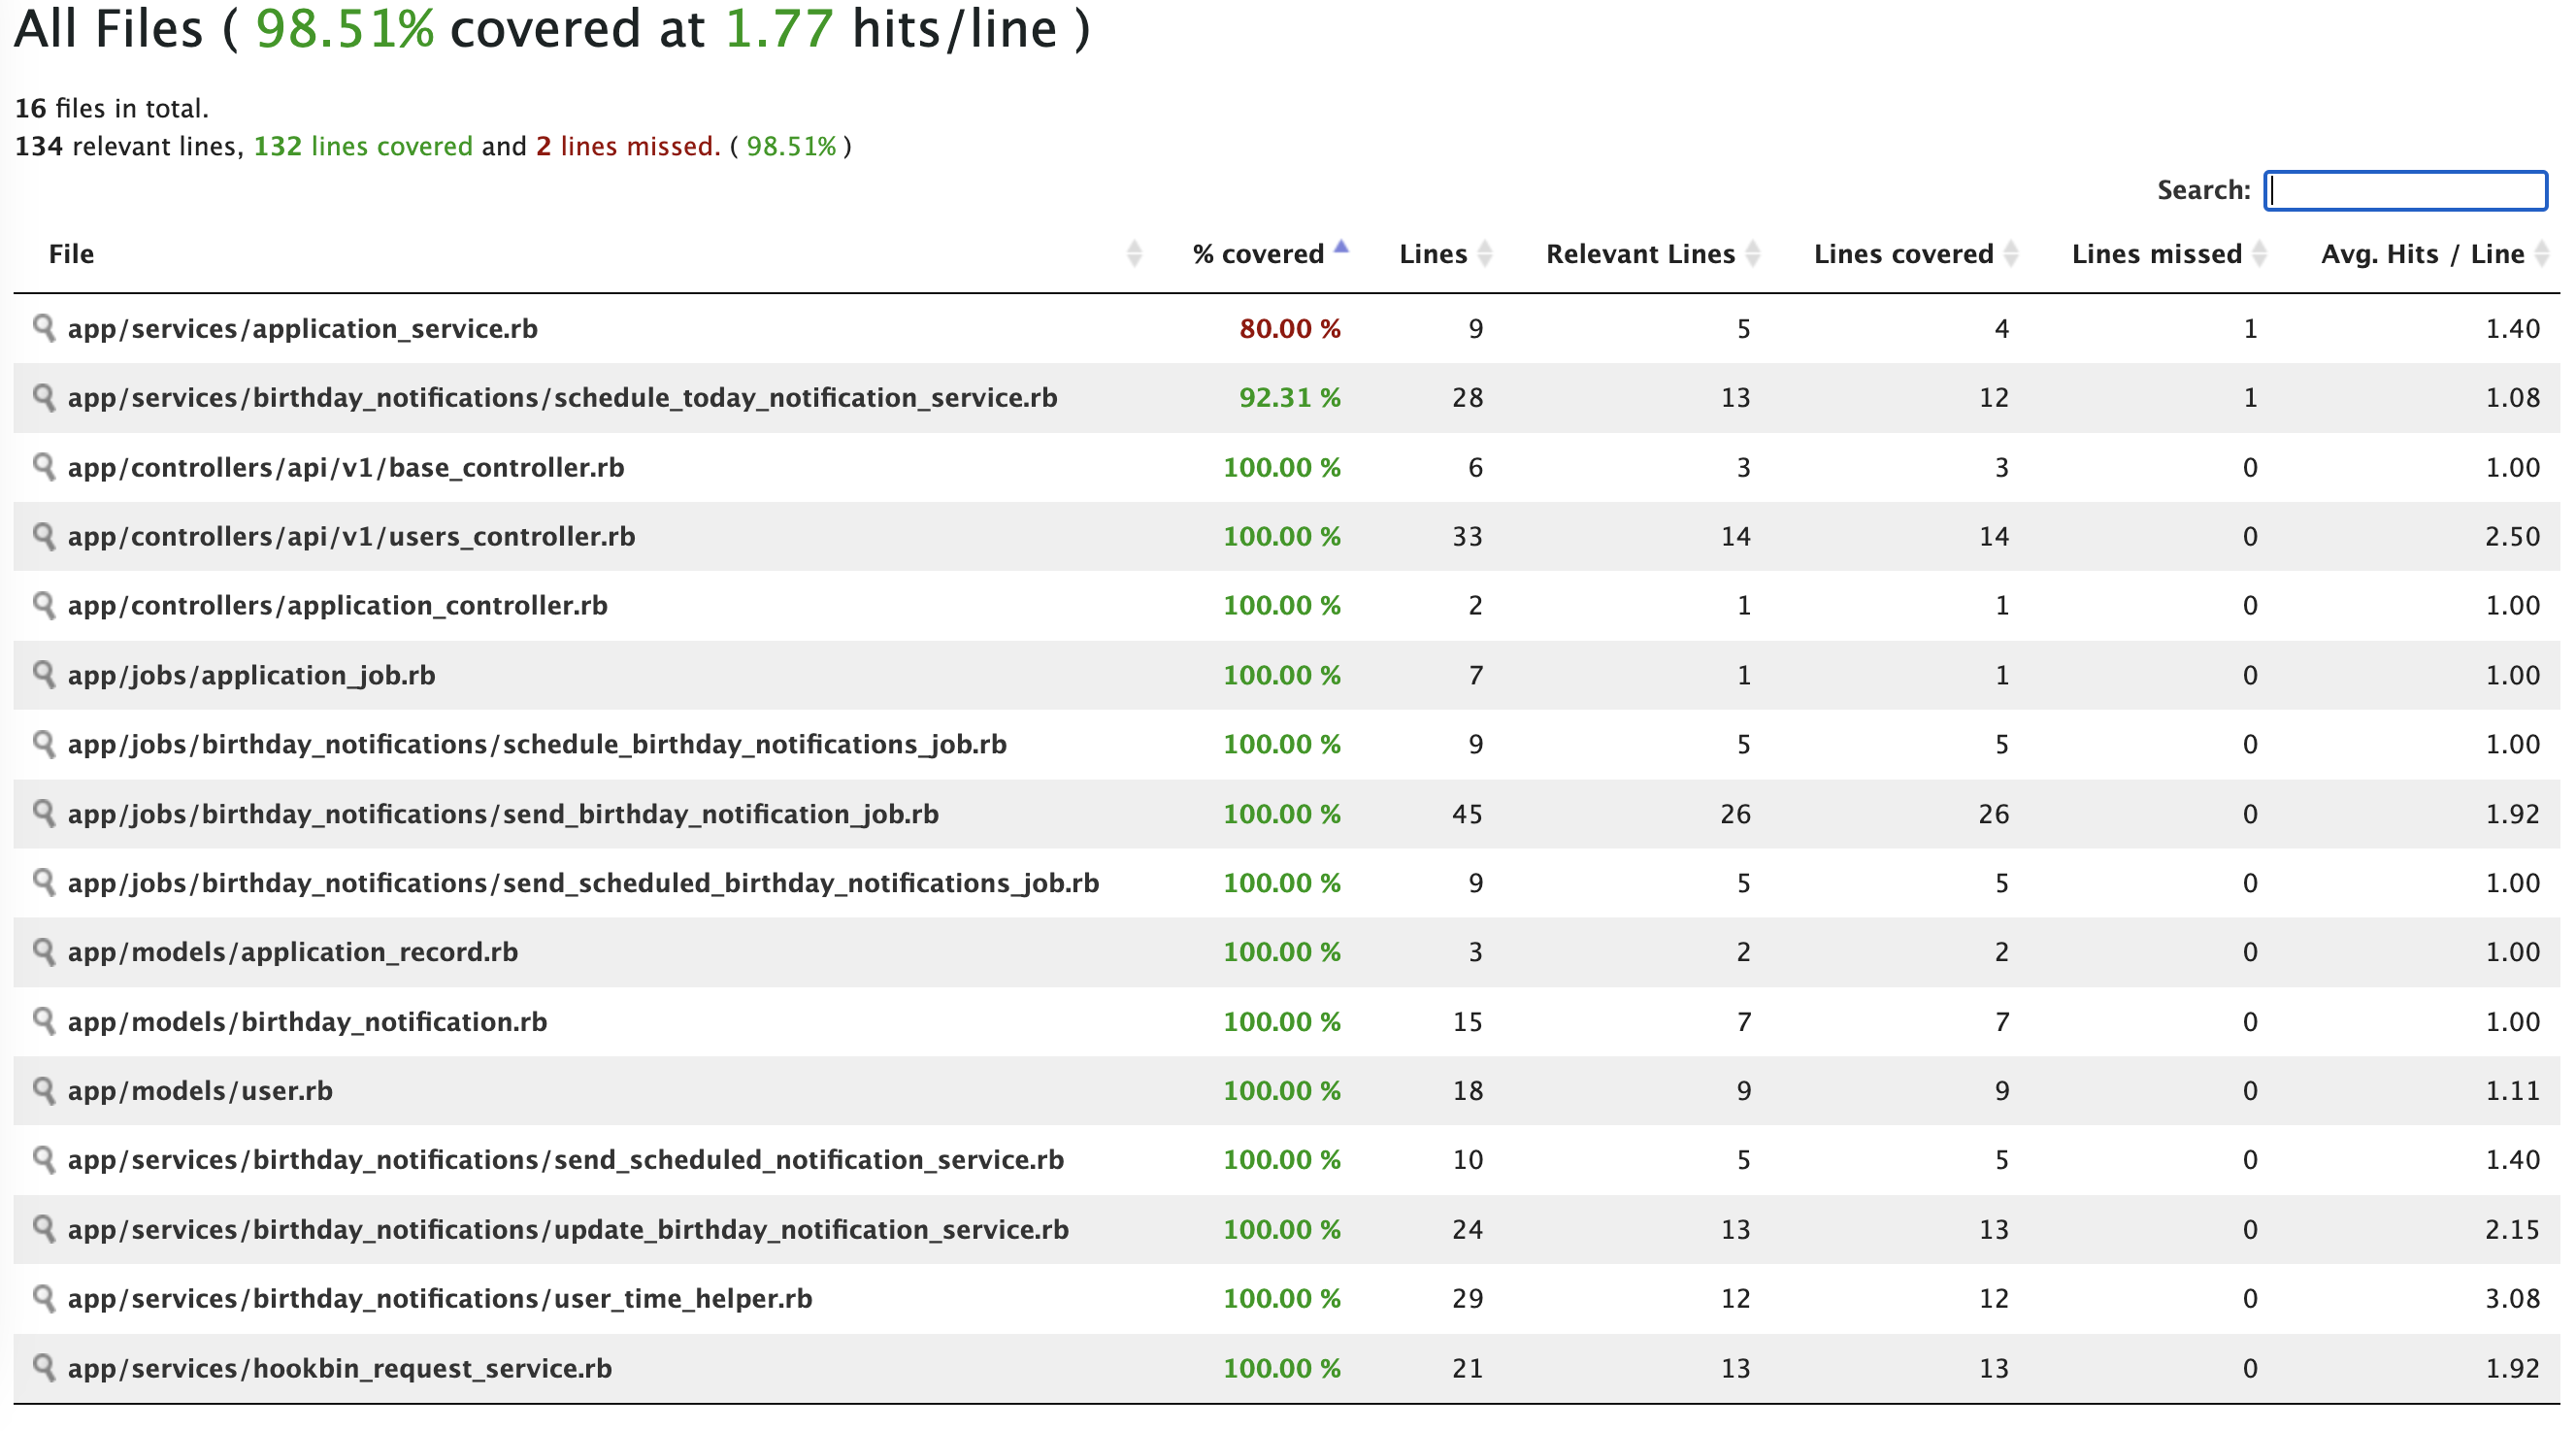 All Files ( 98.51% covered at 1.77 hits/line )
16 files in total.
134 relevant lines, 132 lines covered and 2 lines missed. ( 98.51% )
Search:
File % covered Lines Relevant Lines Lines covered Lines missed Avg. Hits / Line
app/services/application_service.rb 80.00 % 9 5 4 1 1.40
app/services/birthday_notifications/schedule_today_notification_service.rb 92.31 % 28 13 12 1 1.08
app/controllers/api/v1/base_controller.rb 100.00 % 6 3 3 0 1.00
app/controllers/api/v1/users_controller.rb 100.00 % 33 14 14 0 2.50
app/controllers/application_controller.rb 100.00 % 2 1 1 0 1.00
app/jobs/application_job.rb 100.00 % 7 1 1 0 1.00
app/jobs/birthday_notifications/schedule_birthday_notifications_job.rb 100.00 % 9 5 5 0 1.00
app/jobs/birthday_notifications/send_birthday_notification_job.rb 100.00 % 45 26 26 0 1.92
app/jobs/birthday_notifications/send_scheduled_birthday_notifications_job.rb 100.00 % 9 5 5 0 1.00
app/models/application_record.rb 100.00 % 3 2 2 0 1.00
app/models/birthday_notification.rb 100.00 % 15 7 7 0 1.00
app/models/user.rb 100.00 % 18 9 9 0 1.11
app/services/birthday_notifications/send_scheduled_notification_service.rb 100.00 % 10 5 5 0 1.40
app/services/birthday_notifications/update_birthday_notification_service.rb 100.00 % 24 13 13 0 2.15
app/services/birthday_notifications/user_time_helper.rb 100.00 % 29 12 12 0 3.08
app/services/hookbin_request_service.rb 100.00 % 21 13 13 0 1.92